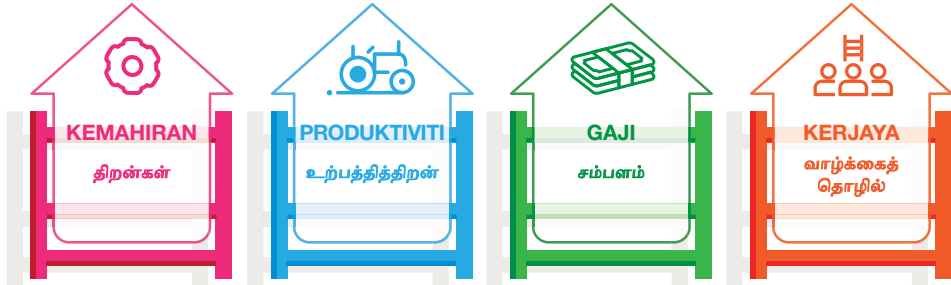 KEMAHIRAN
திறன்கள்
PRODUKTIVITI
உற்பத்தித்திறன்
GAJI
சம்பளம்
KERJAYA
வாழ்க்கைத்
தொழில்